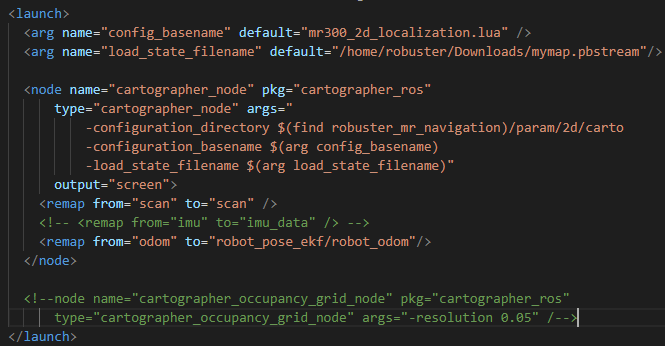 <launch>
<arg name="config_basename" default="mr300_2d_localization.lua" />
<arg name="load_state_filename" default="/home/robuster/Downloads/mymap.pbstream"/>
<node name="cartographer_node" pkg="cartographer_ros"
type="cartographer_node" args="
-configuration_directory $(find robuster_mr_navigation)/param/2d/carto
-configuration_basename $(arg config_basename)
-load_state_filename $(arg load_state_filename)"
output="screen">
<remap from="scan" to="scan" />
<!-- <remap from="imu" to="imu_data" /> -->
<remap from="odom" to="robot_pose_ekf/robot_odom"/>
</node>
<!--node name="cartographer_occupancy_grid_node" pkg="cartographer_ros"
type="cartographer_occupancy_grid_node" args="-resolution 0.05" /-->
</launch>